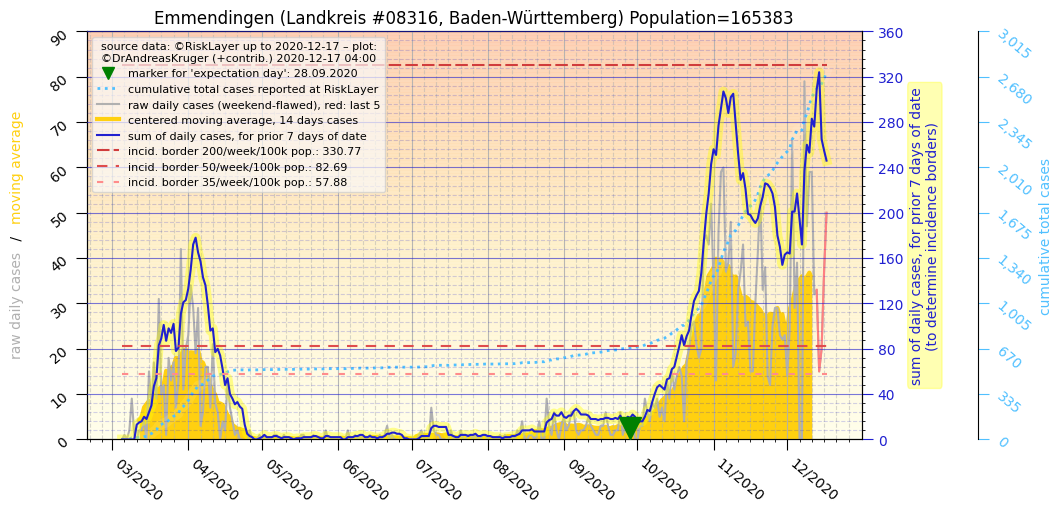 Emmendingen (Landkreis #08316, Baden-Württemberg) Population=165383
source data: ©RiskLayer up to 2020-12-17 – plot:
©DrAndreasKruger (+contrib.) 2020-12-17 04:00
marker for 'expectation day': 28.09.2020
cumulative total cases reported at RiskLayer
raw daily cases (weekend-flawed), red: last 5
centered moving average, 14 days cases
sum of daily cases, for prior 7 days of date
incid. border 200/week/100k pop.: 330.77
incid. border 50/week/100k pop.: 82.69
incid. border 35/week/100k pop.: 57.88
raw daily cases / moving average
90
80
70
60
50
40
30
20
10
0
03/2020
04/2020
05/2020
06/2020
07/2020
08/2020
09/2020
10/2020
11/2020
12/2020
360
320
280
240
200
160
120
80
40
0
sum of daily cases, for prior 7 days of date
(to determine incidence borders)
3,015
2,680
2,345
2,010
1,675
1,340
1,005
670
335
0
cumulative total cases